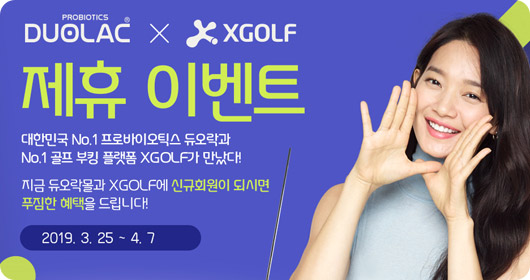 PROBIOTICS
DUOLAC® × XGOLF
제휴 이벤트
대한민국 No.1 프로바이오틱스 듀오락과
No.1 골프 부킹 플랫폼 XGOLF가 만났다!
지금 듀오락몰과 XGOLF에 신규회원이 되시면
푸짐한 혜택을 드립니다!
2019. 3. 25 ~ 4. 7